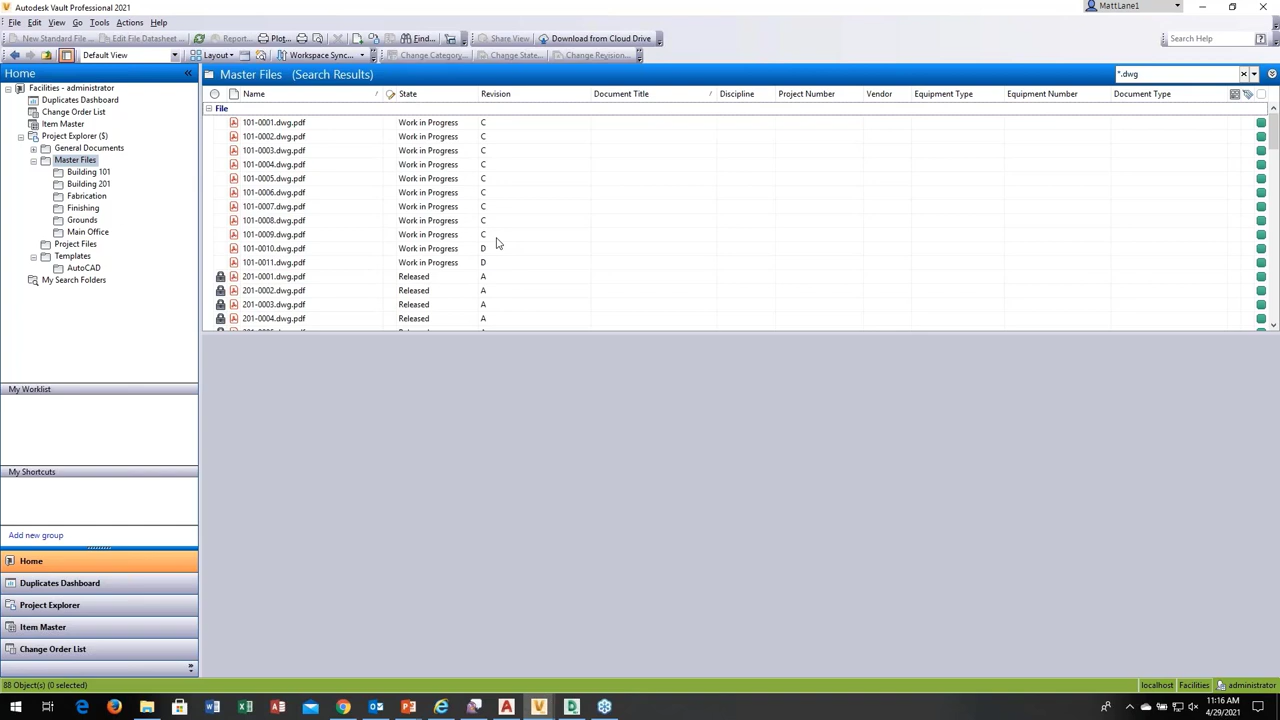 Autodesk Vault Professional 2021
MattLane1
File Edit View Go Tools Actions Help
New Standard File... Edit File Datasheet... Report... Plot... Find... Share View Download from Cloud Drive Search Help
Default View Layout Workspace Sync... Change Category... Change State... Change Revision...
Home
Facilities - administrator
Duplicates Dashboard
Change Order List
Item Master
Project Explorer ($)
General Documents
Master Files
Building 101
Building 201
Fabrication
Finishing
Grounds
Main Office
Project Files
Templates
AutoCAD
My Search Folders
My Worklist
My Shortcuts
Add new group
Home
Duplicates Dashboard
Project Explorer
Item Master
Change Order List
Master Files (Search Results) *.dwg
Name State Revision Document Title Discipline Project Number Vendor Equipment Type Equipment Number Document Type
File
101-0001.dwg.pdf Work in Progress C
101-0002.dwg.pdf Work in Progress C
101-0003.dwg.pdf Work in Progress C
101-0004.dwg.pdf Work in Progress C
101-0005.dwg.pdf Work in Progress C
101-0006.dwg.pdf Work in Progress C
101-0007.dwg.pdf Work in Progress C
101-0008.dwg.pdf Work in Progress C
101-0009.dwg.pdf Work in Progress C
101-0010.dwg.pdf Work in Progress D
101-0011.dwg.pdf Work in Progress D
201-0001.dwg.pdf Released A
201-0002.dwg.pdf Released A
201-0003.dwg.pdf Released A
201-0004.dwg.pdf Released A
88 Object(s) (0 selected) localhost Facilities administrator
11:16 AM
4/29/2021